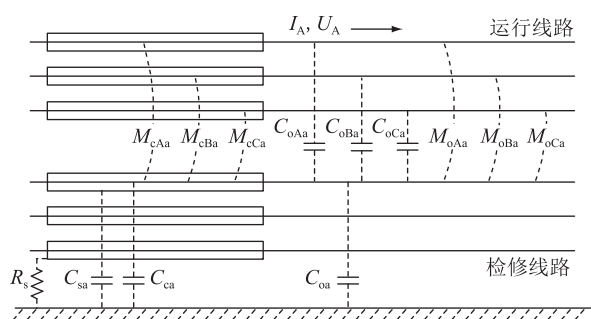 I_A, U_A
运行线路
M_cAa M_cBa M_cCa C_oAa C_oBa C_oCa M_oAa M_oBa M_oCa
R_s C_sa C_ca C_oa 检修线路